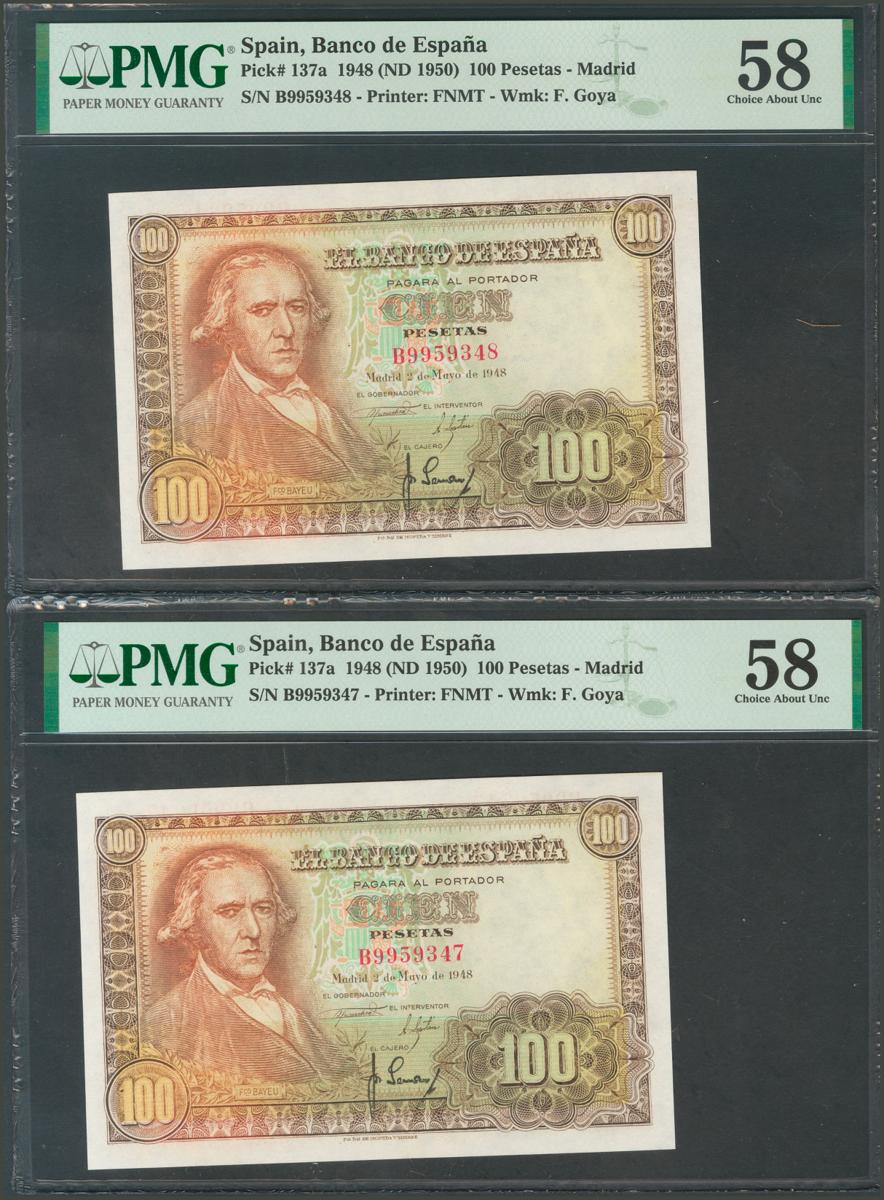 PMG®
PAPER MONEY GUARANTY
Spain, Banco de España
Pick# 137a 1948 (ND 1950) 100 Pesetas - Madrid
S/N B9959348 - Printer: FNMT - Wmk: F. Goya
58
Choice About Unc
100
100
EL BANCO DE ESPAÑA
PAGARA AL PORTADOR
CIEN
PESETAS
B9959348
Madrid 2 de Mayo de 1948
EL GOBERNADOR
EL INTERVENTOR
EL CAJERO
100
FCO BAYEU
100
PMG®
PAPER MONEY GUARANTY
Spain, Banco de España
Pick# 137a 1948 (ND 1950) 100 Pesetas - Madrid
S/N B9959347 - Printer: FNMT - Wmk: F. Goya
58
Choice About Unc
100
100
EL BANCO DE ESPAÑA
PAGARA AL PORTADOR
CIEN
PESETAS
B9959347
Madrid 2 de Mayo de 1948
EL GOBERNADOR
EL INTERVENTOR
EL CAJERO
100
FCO BAYEU
100